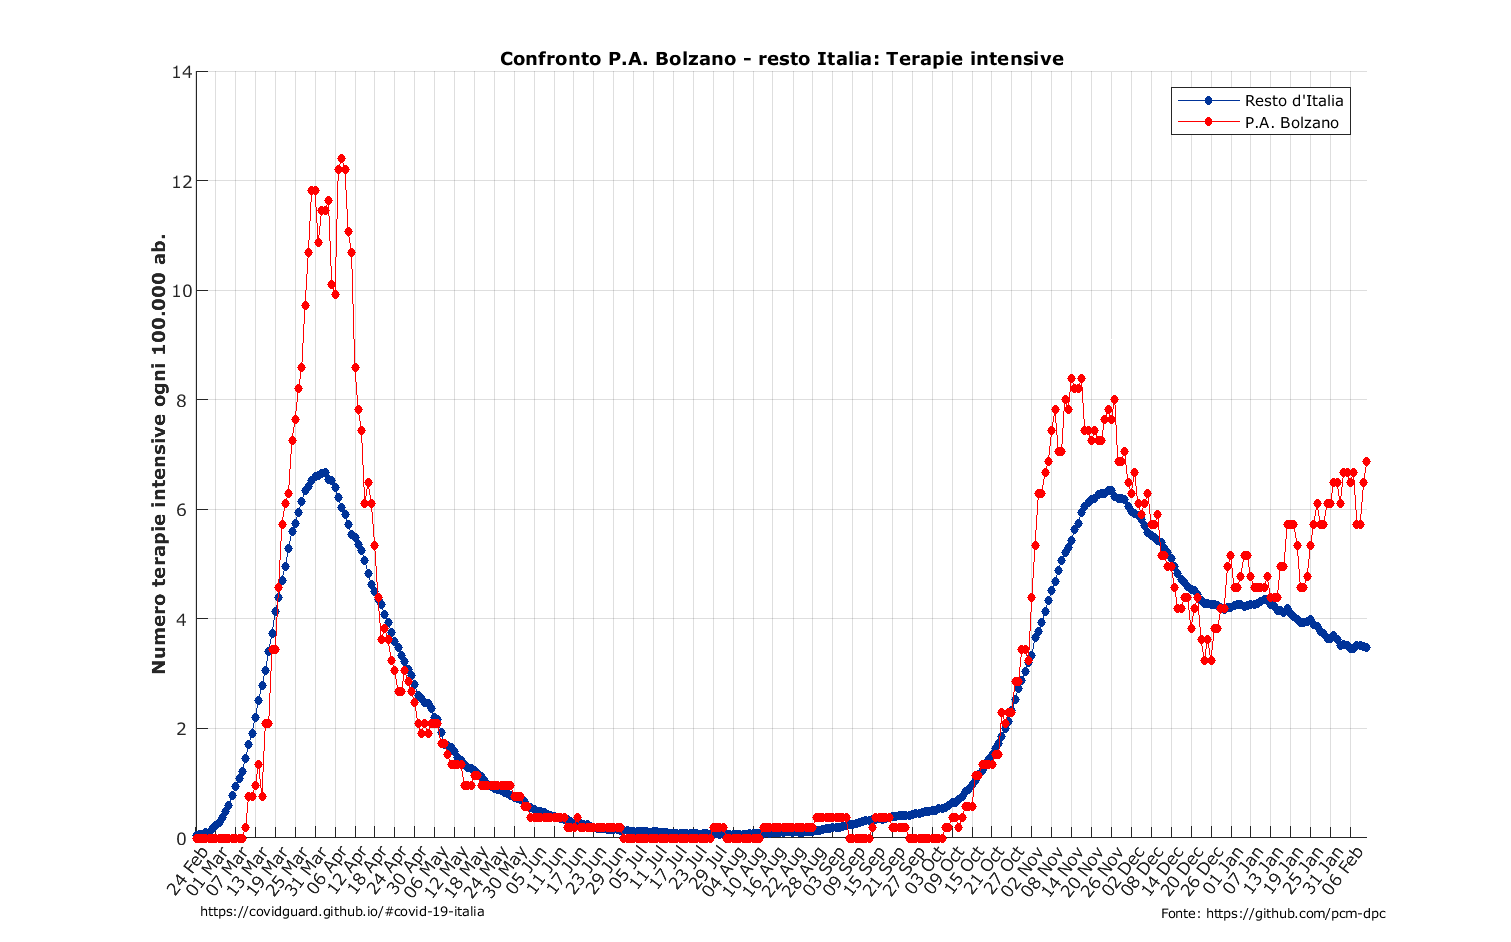 Confronto P.A. Bolzano - resto Italia: Terapie intensive
Resto d'Italia
P.A. Bolzano
Numero terapie intensive ogni 100.000 ab.
14
12
10
8
6
4
2
0
24 Feb
01 Mar
07 Mar
13 Mar
19 Mar
25 Mar
31 Mar
06 Apr
12 Apr
18 Apr
24 Apr
30 Apr
06 May
12 May
18 May
24 May
30 May
05 Jun
11 Jun
17 Jun
23 Jun
29 Jun
05 Jul
11 Jul
17 Jul
23 Jul
29 Jul
04 Aug
10 Aug
16 Aug
22 Aug
28 Aug
03 Sep
09 Sep
15 Sep
21 Sep
27 Sep
03 Oct
09 Oct
15 Oct
21 Oct
27 Oct
02 Nov
08 Nov
14 Nov
20 Nov
26 Nov
02 Dec
08 Dec
14 Dec
20 Dec
26 Dec
01 Jan
07 Jan
13 Jan
19 Jan
25 Jan
31 Jan
06 Feb
https://covidguard.github.io/#covid-19-italia
Fonte: https://github.com/pcm-dpc